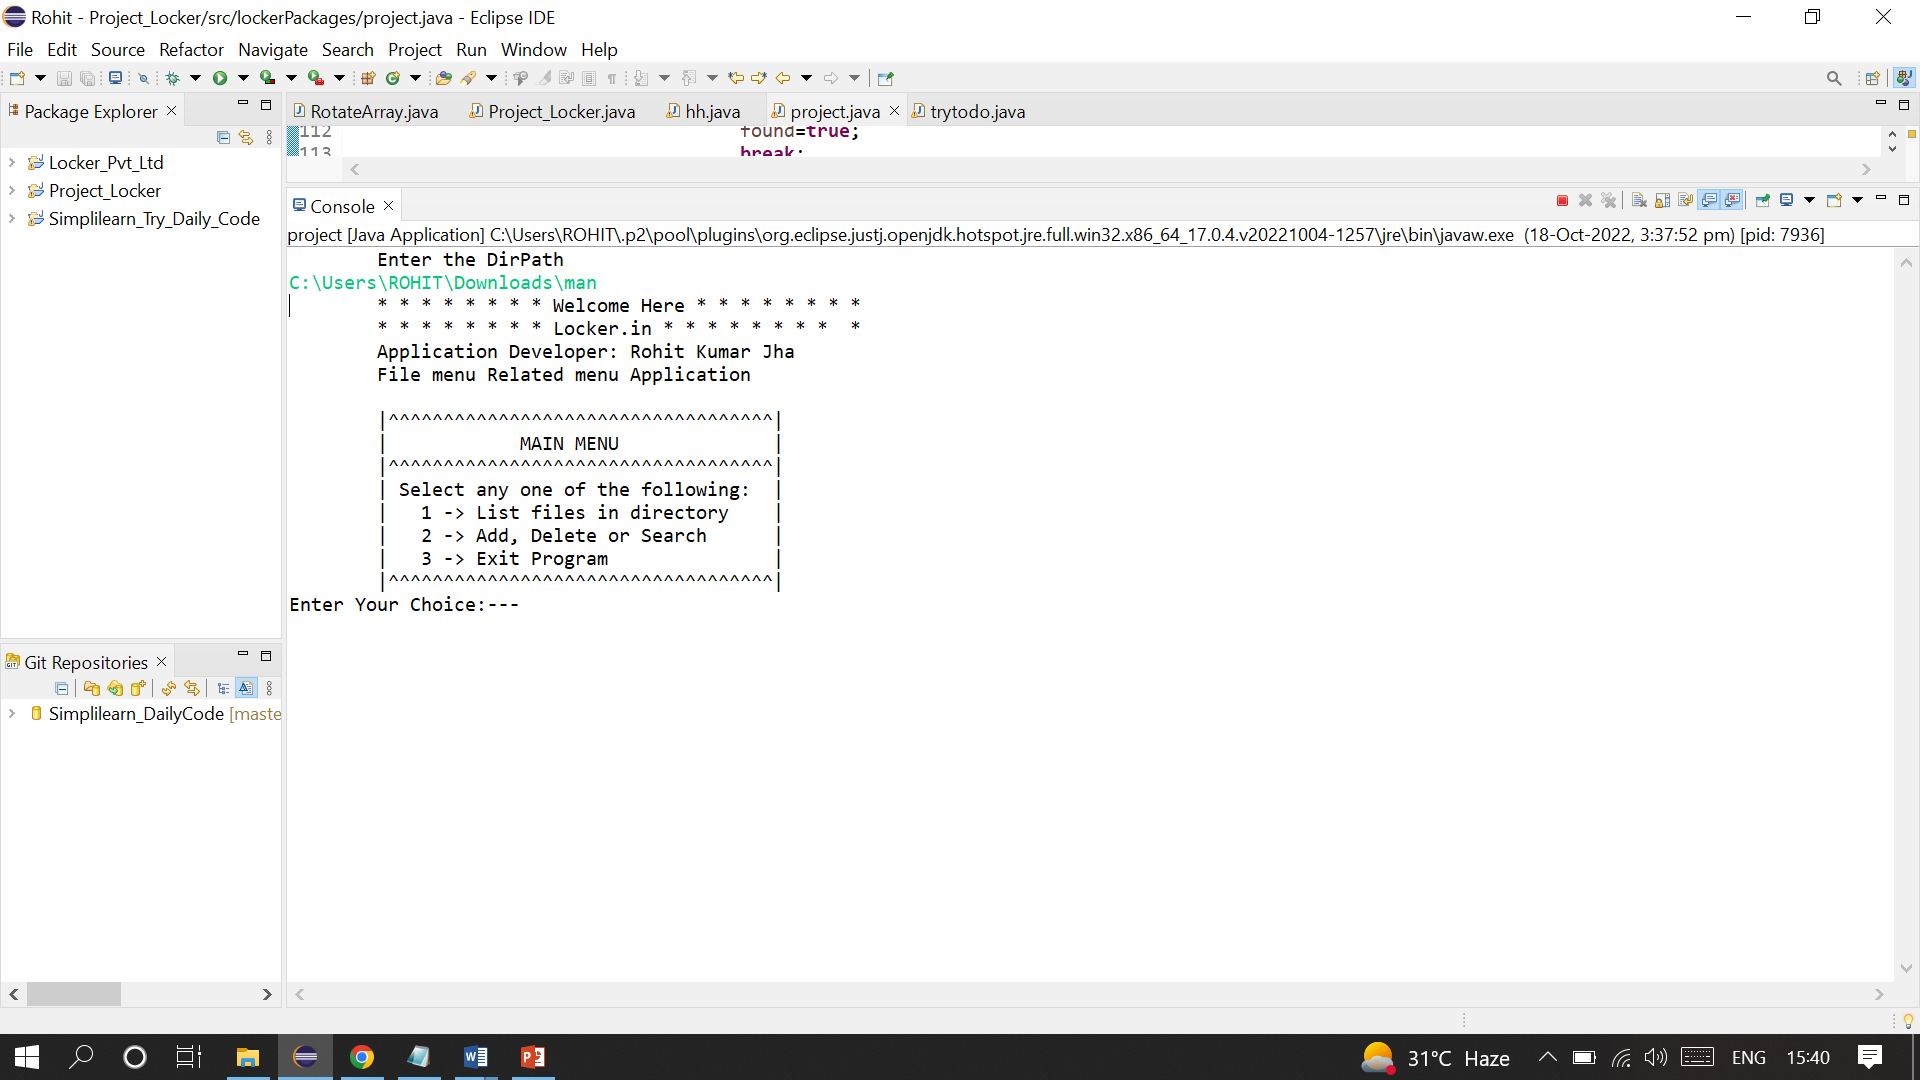 Rohit - Project_Locker/src/lockerPackages/project.java - Eclipse IDE
File Edit Source Refactor Navigate Search Project Run Window Help
Package Explorer
Locker_Pvt_Ltd
Project_Locker
Simplilearn_Try_Daily_Code
Git Repositories
Simplilearn_DailyCode [maste
RotateArray.java Project_Locker.java hh.java project.java trytodo.java
112 found=true;
113 break;
Console
project [Java Application] C:\Users\ROHIT\.p2\pool\plugins\org.eclipse.justj.openjdk.hotspot.jre.full.win32.x86_64_17.0.4.v20221004-1257\jre\bin\javaw.exe (18-Oct-2022, 3:37:52 pm) [pid: 7936]
Enter the DirPath
C:\Users\ROHIT\Downloads\man
* * * * * * * * Welcome Here * * * * * * * *
* * * * * * * * Locker.in * * * * * * * *  *
Application Developer: Rohit Kumar Jha
File menu Related menu Application
|^^^^^^^^^^^^^^^^^^^^^^^^^^^^^^^^^^^|
| MAIN MENU |
|^^^^^^^^^^^^^^^^^^^^^^^^^^^^^^^^^^^|
| Select any one of the following: |
| 1 -> List files in directory |
| 2 -> Add, Delete or Search |
| 3 -> Exit Program |
|^^^^^^^^^^^^^^^^^^^^^^^^^^^^^^^^^^^|
Enter Your Choice:---
31°C Haze
ENG
15:40